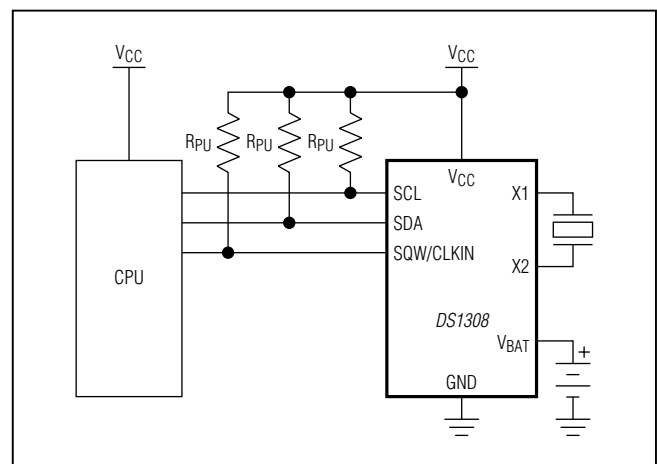 VCC
VCC
RPU
RPU
RPU
CPU
VCC
SCL
SDA
SQW/CLKIN
X1
X2
DS1308
VBAT
+
GND